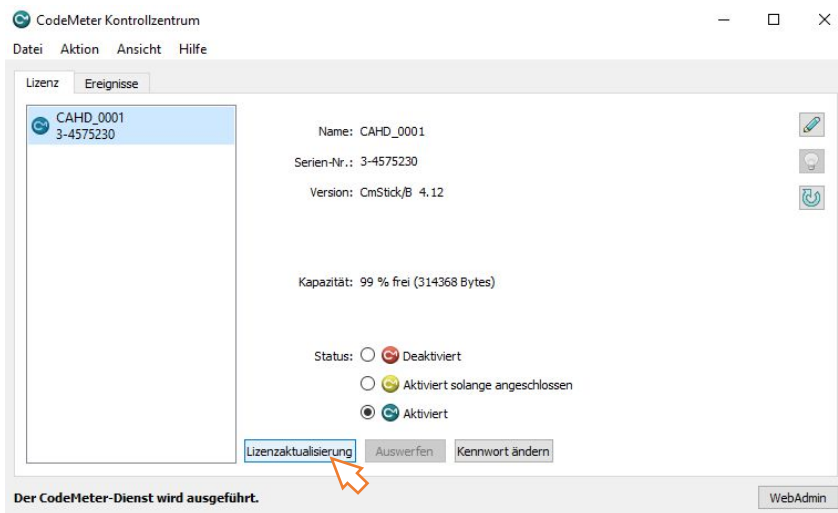 CodeMeter Kontrollzentrum
Datei Aktion Ansicht Hilfe
Lizenz Ereignisse
CAHD_0001
3-4575230
Name: CAHD_0001
Serien-Nr.: 3-4575230
Version: CmStick/B 4.12
Kapazität: 99 % frei (314368 Bytes)
Status: Deaktiviert
Aktiviert solange angeschlossen
Aktiviert
Lizenzaktualisierung Auswerfen Kennwort ändern
Der CodeMeter-Dienst wird ausgeführt. WebAdmin